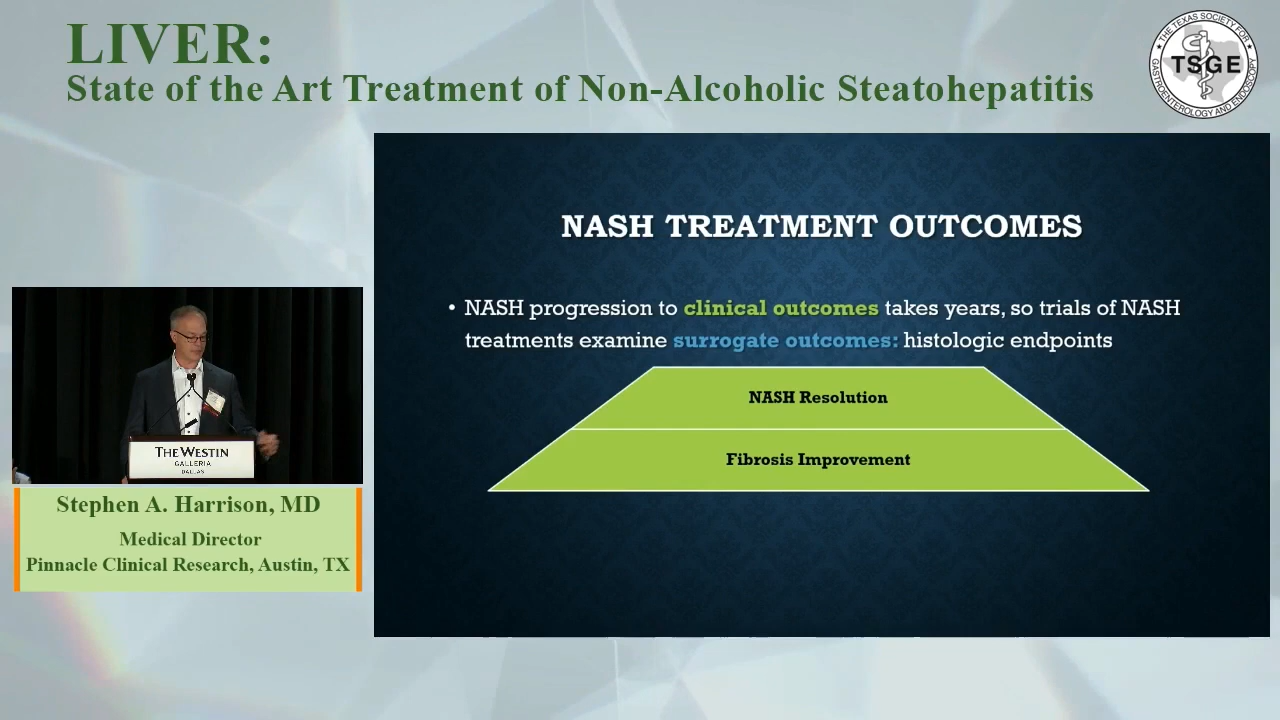 LIVER:
State of the Art Treatment of Non-Alcoholic Steatohepatitis
THE TEXAS SOCIETY FOR
TSGE
GASTROENTEROLOGY AND ENDOSCOPY
NASH TREATMENT OUTCOMES
• NASH progression to clinical outcomes takes years, so trials of NASH
treatments examine surrogate outcomes: histologic endpoints
NASH Resolution
Fibrosis Improvement
THE WESTIN
GALLERIA
DALLAS
Stephen A. Harrison, MD
Medical Director
Pinnacle Clinical Research, Austin, TX